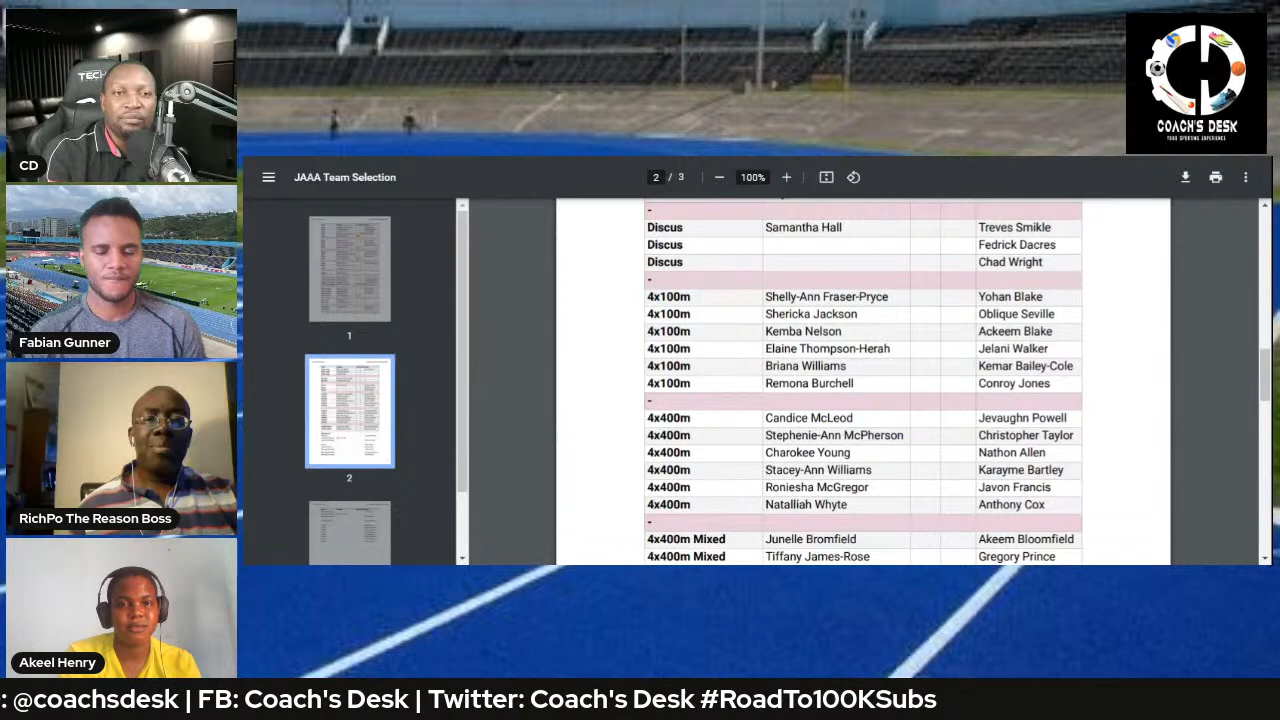 TECH
CD
Fabian Gunner
RichPo The Reason Boss
Akeel Henry
COACH'S DESK
YOUR SPORTING EXPERIENCE
JAAA Team Selection
2 / 3
100%
1
2
-
Discus Samantha Hall Treves Smikle
Discus Fedrick Dacres
Discus Chad Wright
-
4x100m Shelly-Ann Fraser-Pryce Yohan Blake
4x100m Shericka Jackson Oblique Seville
4x100m Kemba Nelson Ackeem Blake
4x100m Elaine Thompson-Herah Jelani Walker
4x100m Briana Williams Kemar Bailey-Cole
4x100m Remona Burchell Conroy Jones
-
4x400m Candice McLeod Jevaughn Powell
4x400m Stephenie-Ann McPherson Christopher Taylor
4x400m Charokee Young Nathon Allen
4x400m Stacey-Ann Williams Karayme Bartley
4x400m Roniesha McGregor Javon Francis
4x400m Natalliah Whyte Anthony Cox
-
4x400m Mixed Junelle Bromfield Akeem Bloomfield
4x400m Mixed Tiffany James-Rose Gregory Prince
: @coachsdesk | FB: Coach's Desk | Twitter: Coach's Desk #RoadTo100KSubs